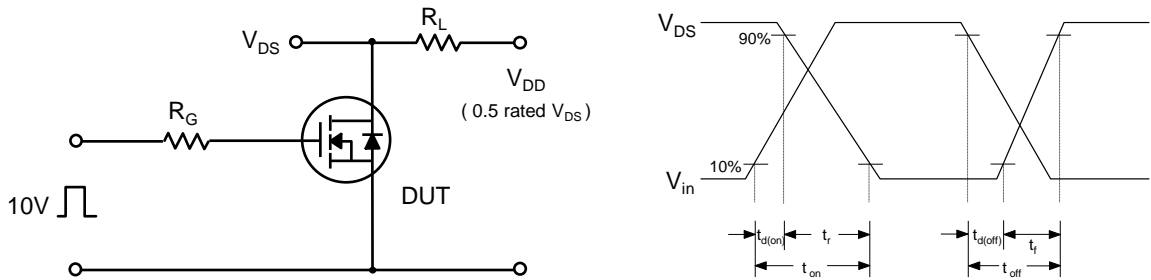 R_L
V_DS
V_DD
( 0.5 rated V_DS )
R_G
DUT
10V
V_DS
90%
10%
V_in
t_d(on)
t_r
t_on
t_d(off)
t_f
t_off